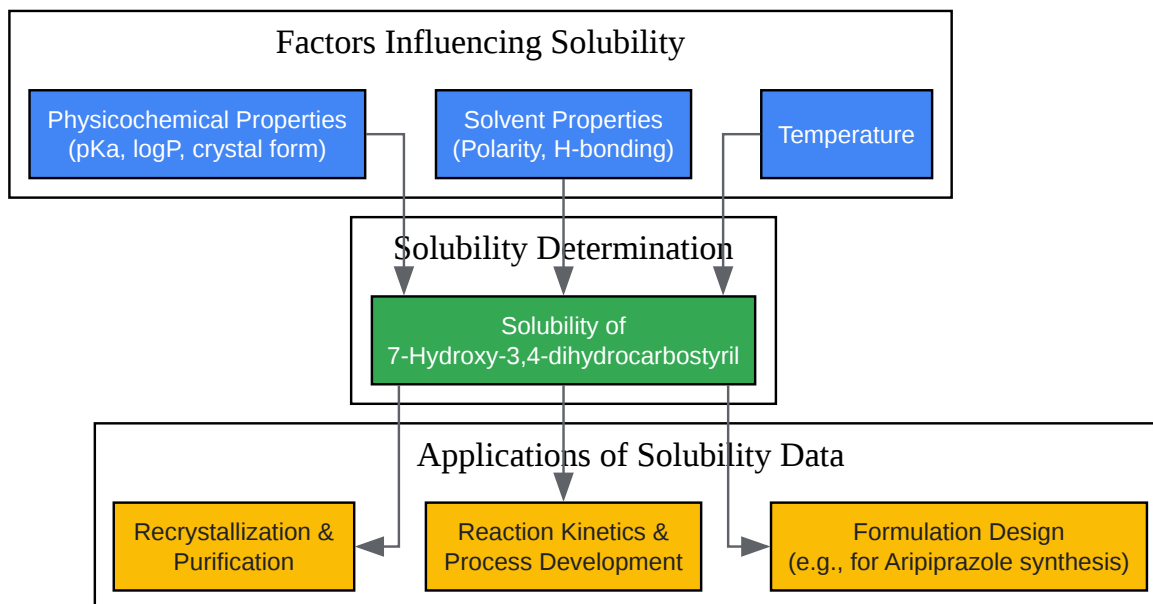 Factors Influencing Solubility
Physicochemical Properties
(pKa, logP, crystal form)
Solvent Properties
(Polarity, H-bonding)
Temperature
Solubility Determination
Solubility of
7-Hydroxy-3,4-dihydrocarbostyril
Applications of Solubility Data
Recrystallization &
Purification
Reaction Kinetics &
Process Development
Formulation Design
(e.g., for Aripiprazole synthesis)